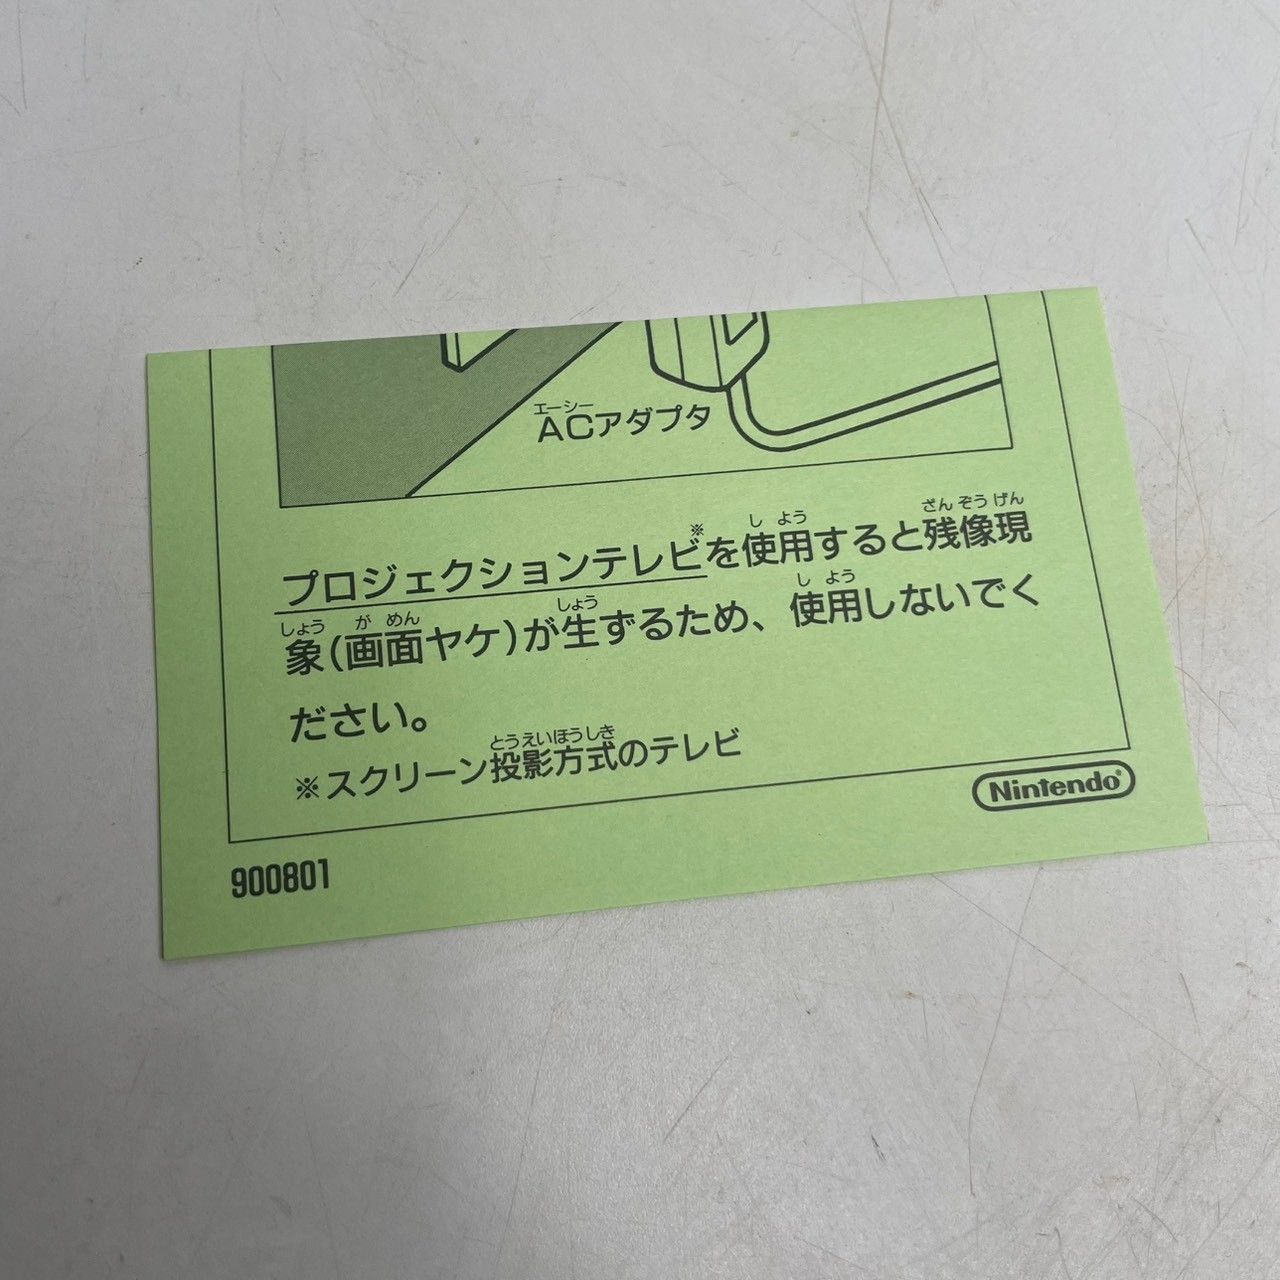 エーシー
ACアダプタ
※ し よう ざん ぞう げん
プロジェクションテレビを使用すると残像現
しょう が めん しょう し よう
象(画面ヤケ)が生ずるため、使用しないでく
ださい。
とうえいほうしき
※スクリーン投影方式のテレビ
Nintendo®
900801